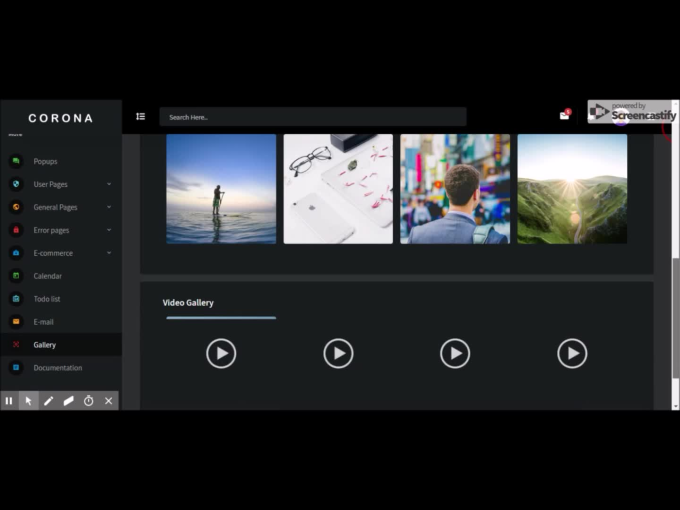 CORONA
Search Here..
powered by
Screencastify
More
Popups
User Pages
General Pages
Error pages
E-commerce
Calendar
Todo list
E-mail
Gallery
Documentation
Video Gallery